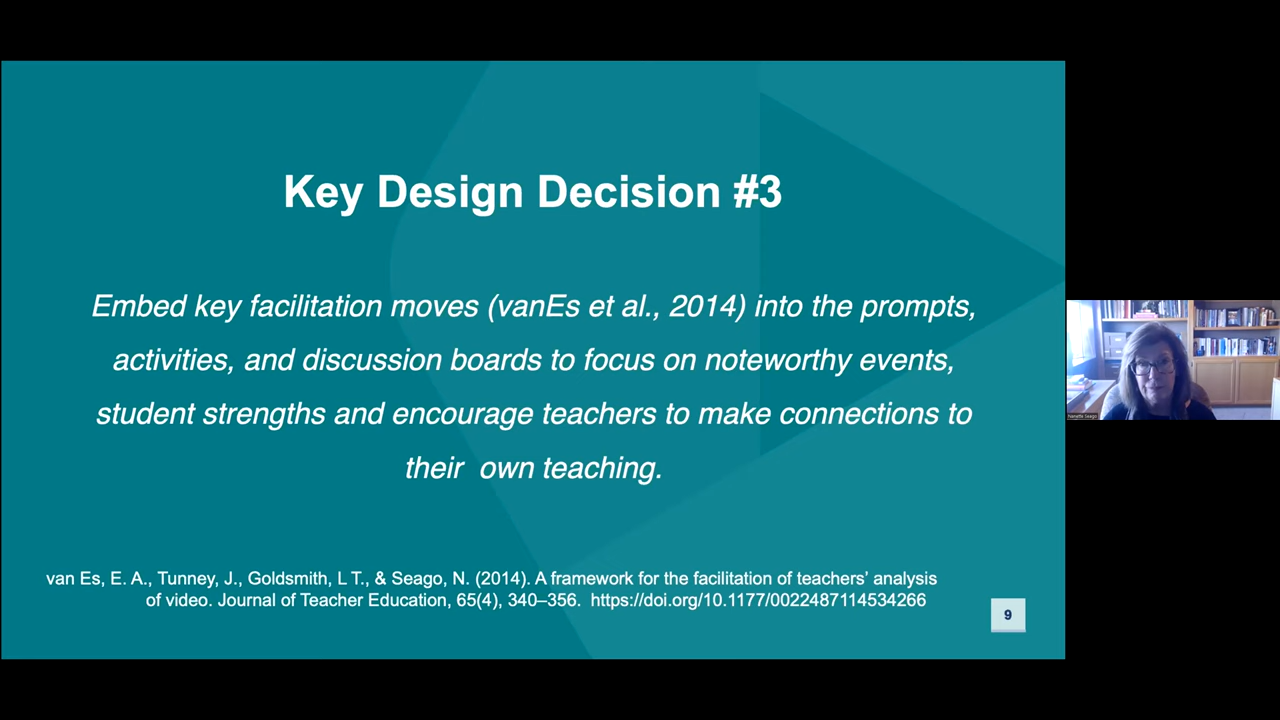 Key Design Decision #3
Embed key facilitation moves (vanEs et al., 2014) into the prompts,
activities, and discussion boards to focus on noteworthy events,
student strengths and encourage teachers to make connections to
their  own teaching.
van Es, E. A., Tunney, J., Goldsmith, L T., & Seago, N. (2014). A framework for the facilitation of teachers’ analysis
of video. Journal of Teacher Education, 65(4), 340–356.  https://doi.org/10.1177/0022487114534266
9
Nanette Seago